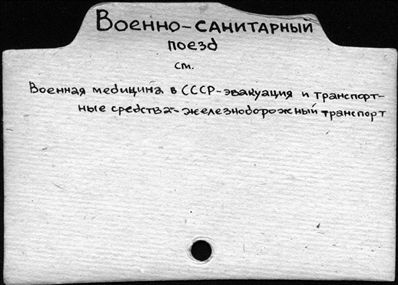 Военно-санитарный
поезд
см.
Военная медицина в СССР-эвакуация и транспорт-
ные средства-железнодорожный транспорт